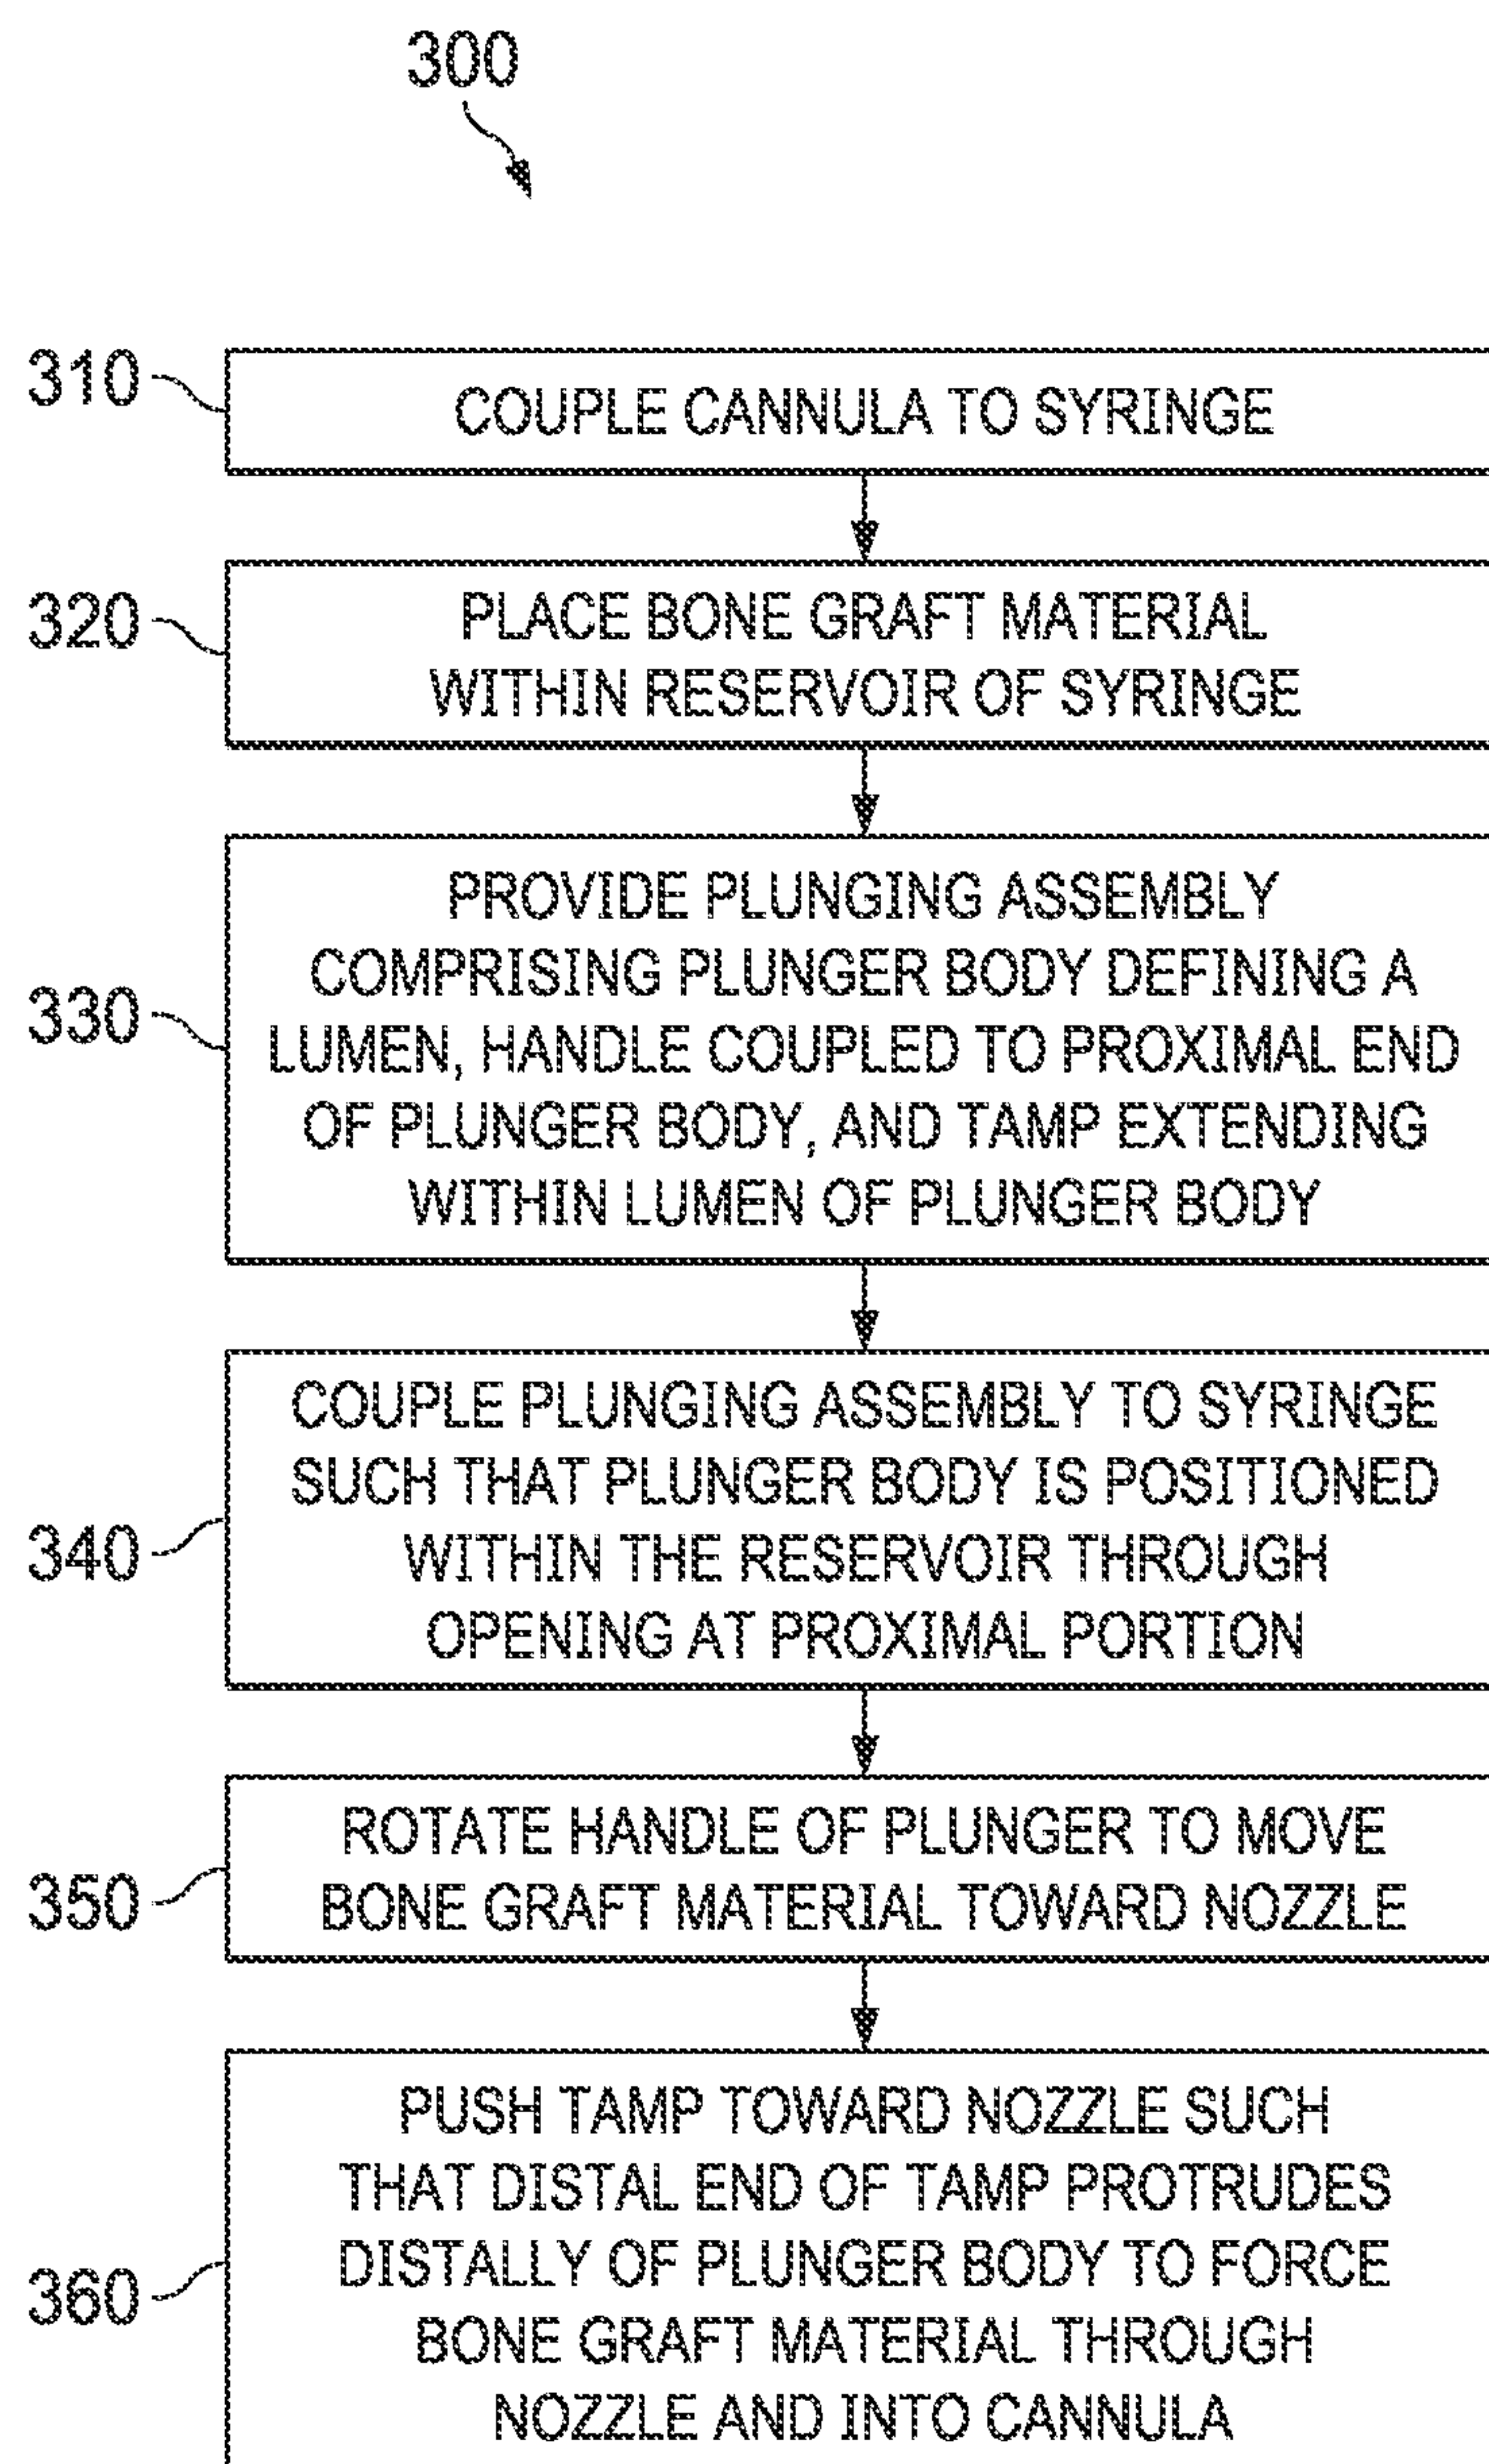 300
310
COUPLE CANNULA TO SYRINGE
320
PLACE BONE GRAFT MATERIAL
WITHIN RESERVOIR OF SYRINGE
330
PROVIDE PLUNGING ASSEMBLY
COMPRISING PLUNGER BODY DEFINING A
LUMEN, HANDLE COUPLED TO PROXIMAL END
OF PLUNGER BODY, AND TAMP EXTENDING
WITHIN LUMEN OF PLUNGER BODY
340
COUPLE PLUNGING ASSEMBLY TO SYRINGE
SUCH THAT PLUNGER BODY IS POSITIONED
WITHIN THE RESERVOIR THROUGH
OPENING AT PROXIMAL PORTION
350
ROTATE HANDLE OF PLUNGER TO MOVE
BONE GRAFT MATERIAL TOWARD NOZZLE
360
PUSH TAMP TOWARD NOZZLE SUCH
THAT DISTAL END OF TAMP PROTRUDES
DISTALLY OF PLUNGER BODY TO FORCE
BONE GRAFT MATERIAL THROUGH
NOZZLE AND INTO CANNULA